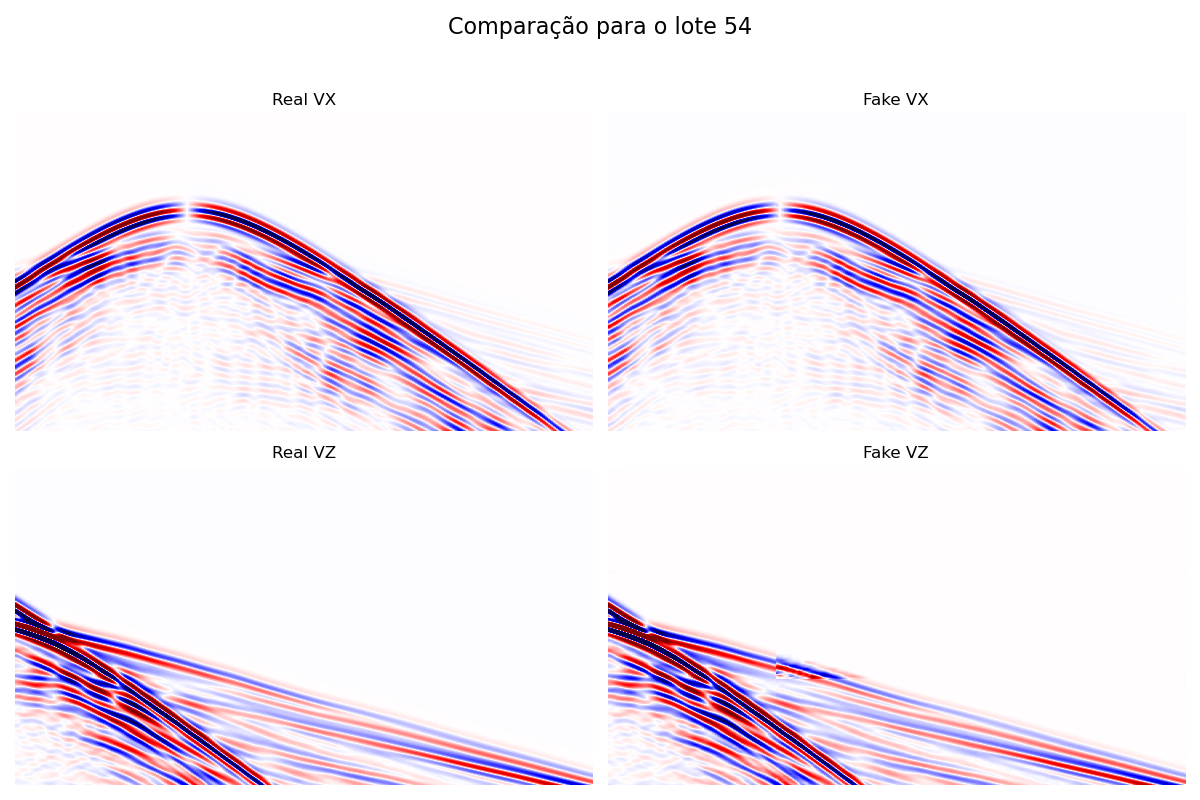 Comparação para o lote 54
Real VX
Fake VX
Real VZ
Fake VZ